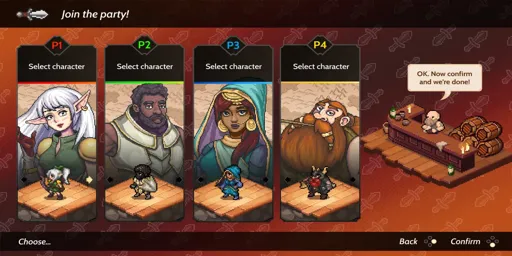 Join the party!
P1
P2
P3
P4
Select character
Select character
Select character
Select character
OK. Now confirm
and we're done!
Choose...
Back
Confirm